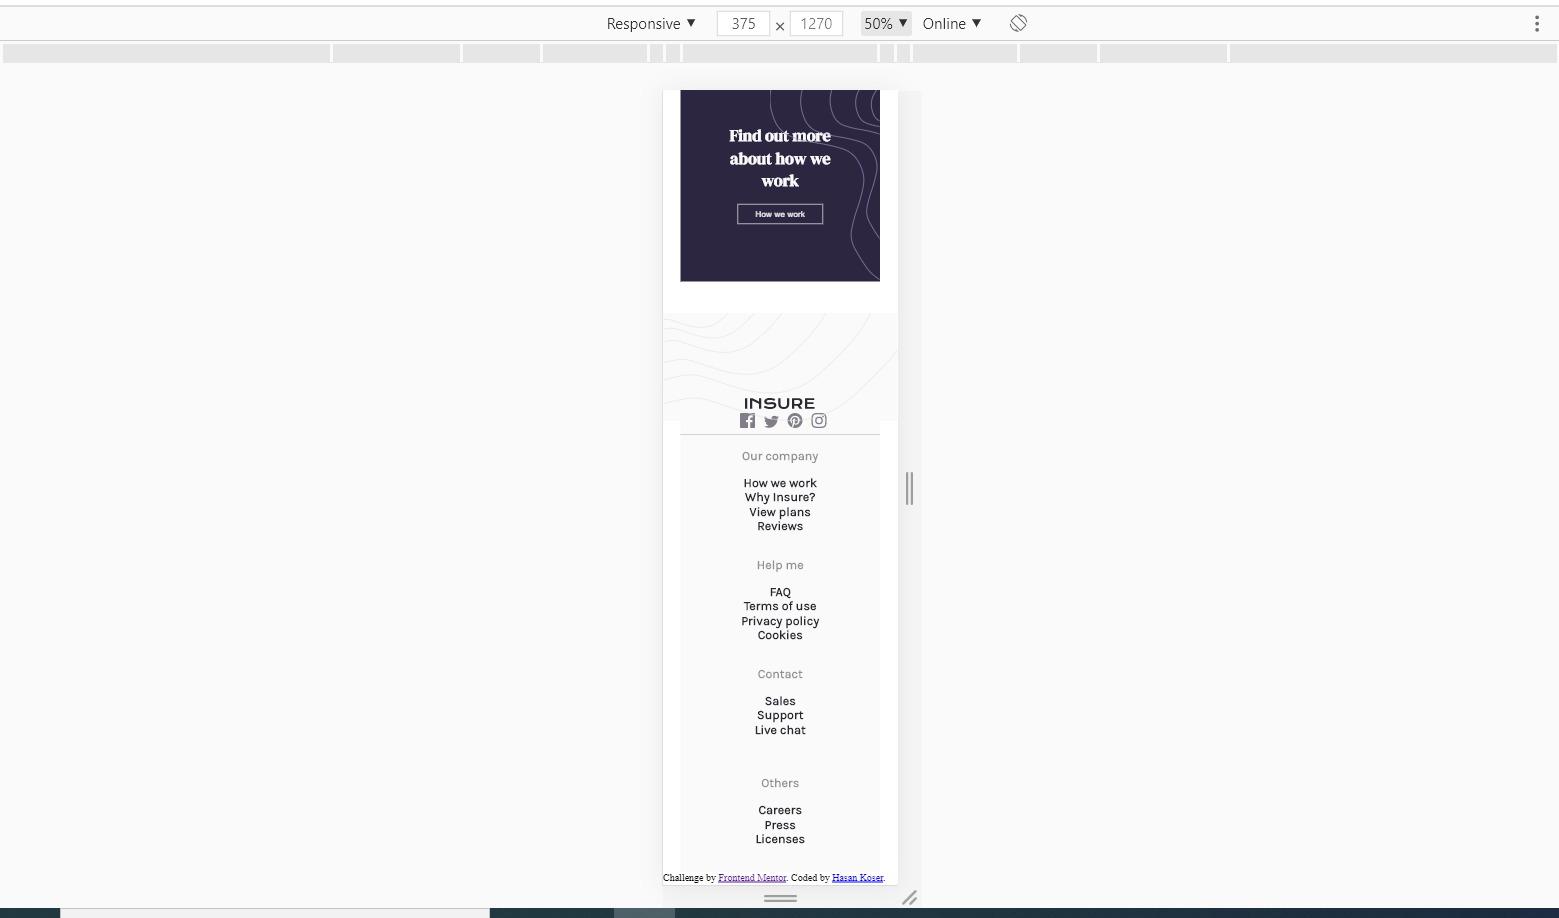 Responsive ▼ 375 × 1270 50% ▼ Online ▼
Find out more
about how we
work
How we work
INSURE
Our company
How we work
Why Insure?
View plans
Reviews
Help me
FAQ
Terms of use
Privacy policy
Cookies
Contact
Sales
Support
Live chat
Others
Careers
Press
Licenses
Challenge by Frontend Mentor. Coded by Hasan Koser.